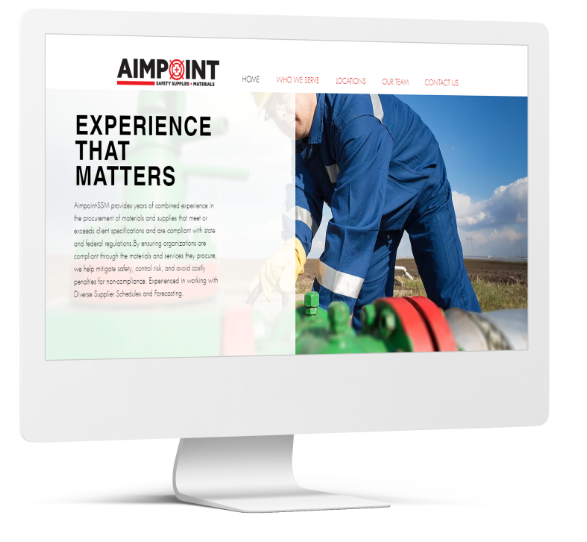 AIMPOINT
SAFETY SUPPLIES • MATERIALS
HOME WHO WE SERVE LOCATIONS OUR TEAM CONTACT US
EXPERIENCE
THAT
MATTERS
Aimpoint-SSM provides years of combined experience in
the procurement of materials and supplies that meet or
exceeds client specifications and are compliant with state
and federal regulations.By ensuring organizations are
compliant through the materials and services they procure,
we help mitigate safety, control risk, and avoid costly
penalties for non-compliance. Experienced in working with
Diverse Supplier Schedules and Forecasting.